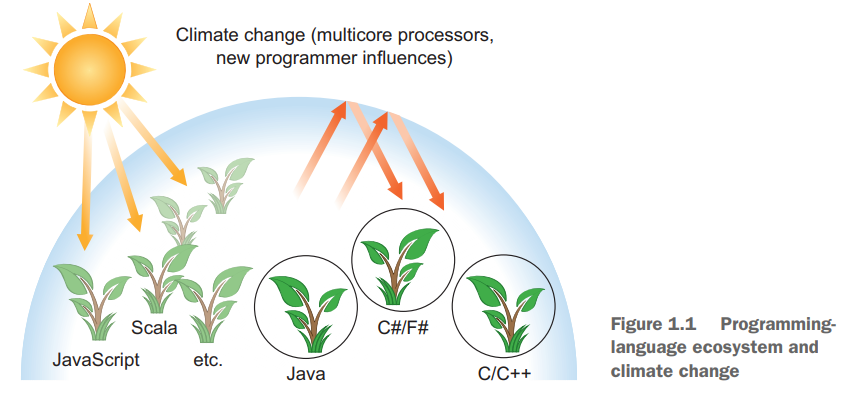 Climate change (multicore processors,
new programmer influences)
Scala
JavaScript
etc.
Java
C#/F#
C/C++
Figure 1.1 Programming-
language ecosystem and
climate change